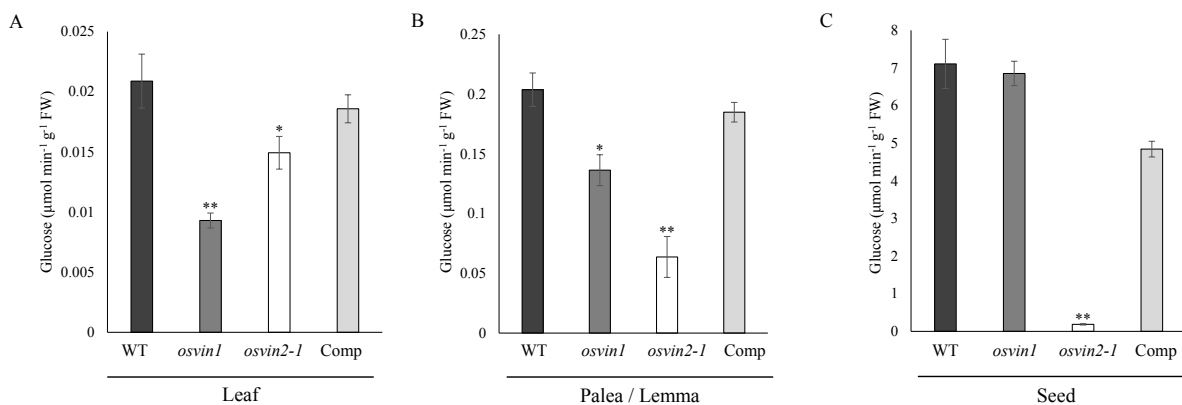 A
Glucose (μmol min⁻¹ g⁻¹ FW)
0.025
0.02
0.015
0.01
0.005
0
**
*
WT osvin1 osvin2-1 Comp
Leaf
B
Glucose (μmol min⁻¹ g⁻¹ FW)
0.25
0.2
0.15
0.1
0.05
0
*
**
WT osvin1 osvin2-1 Comp
Palea / Lemma
C
Glucose (μmol min⁻¹ g⁻¹ FW)
8
7
6
5
4
3
2
1
0
**
WT osvin1 osvin2-1 Comp
Seed